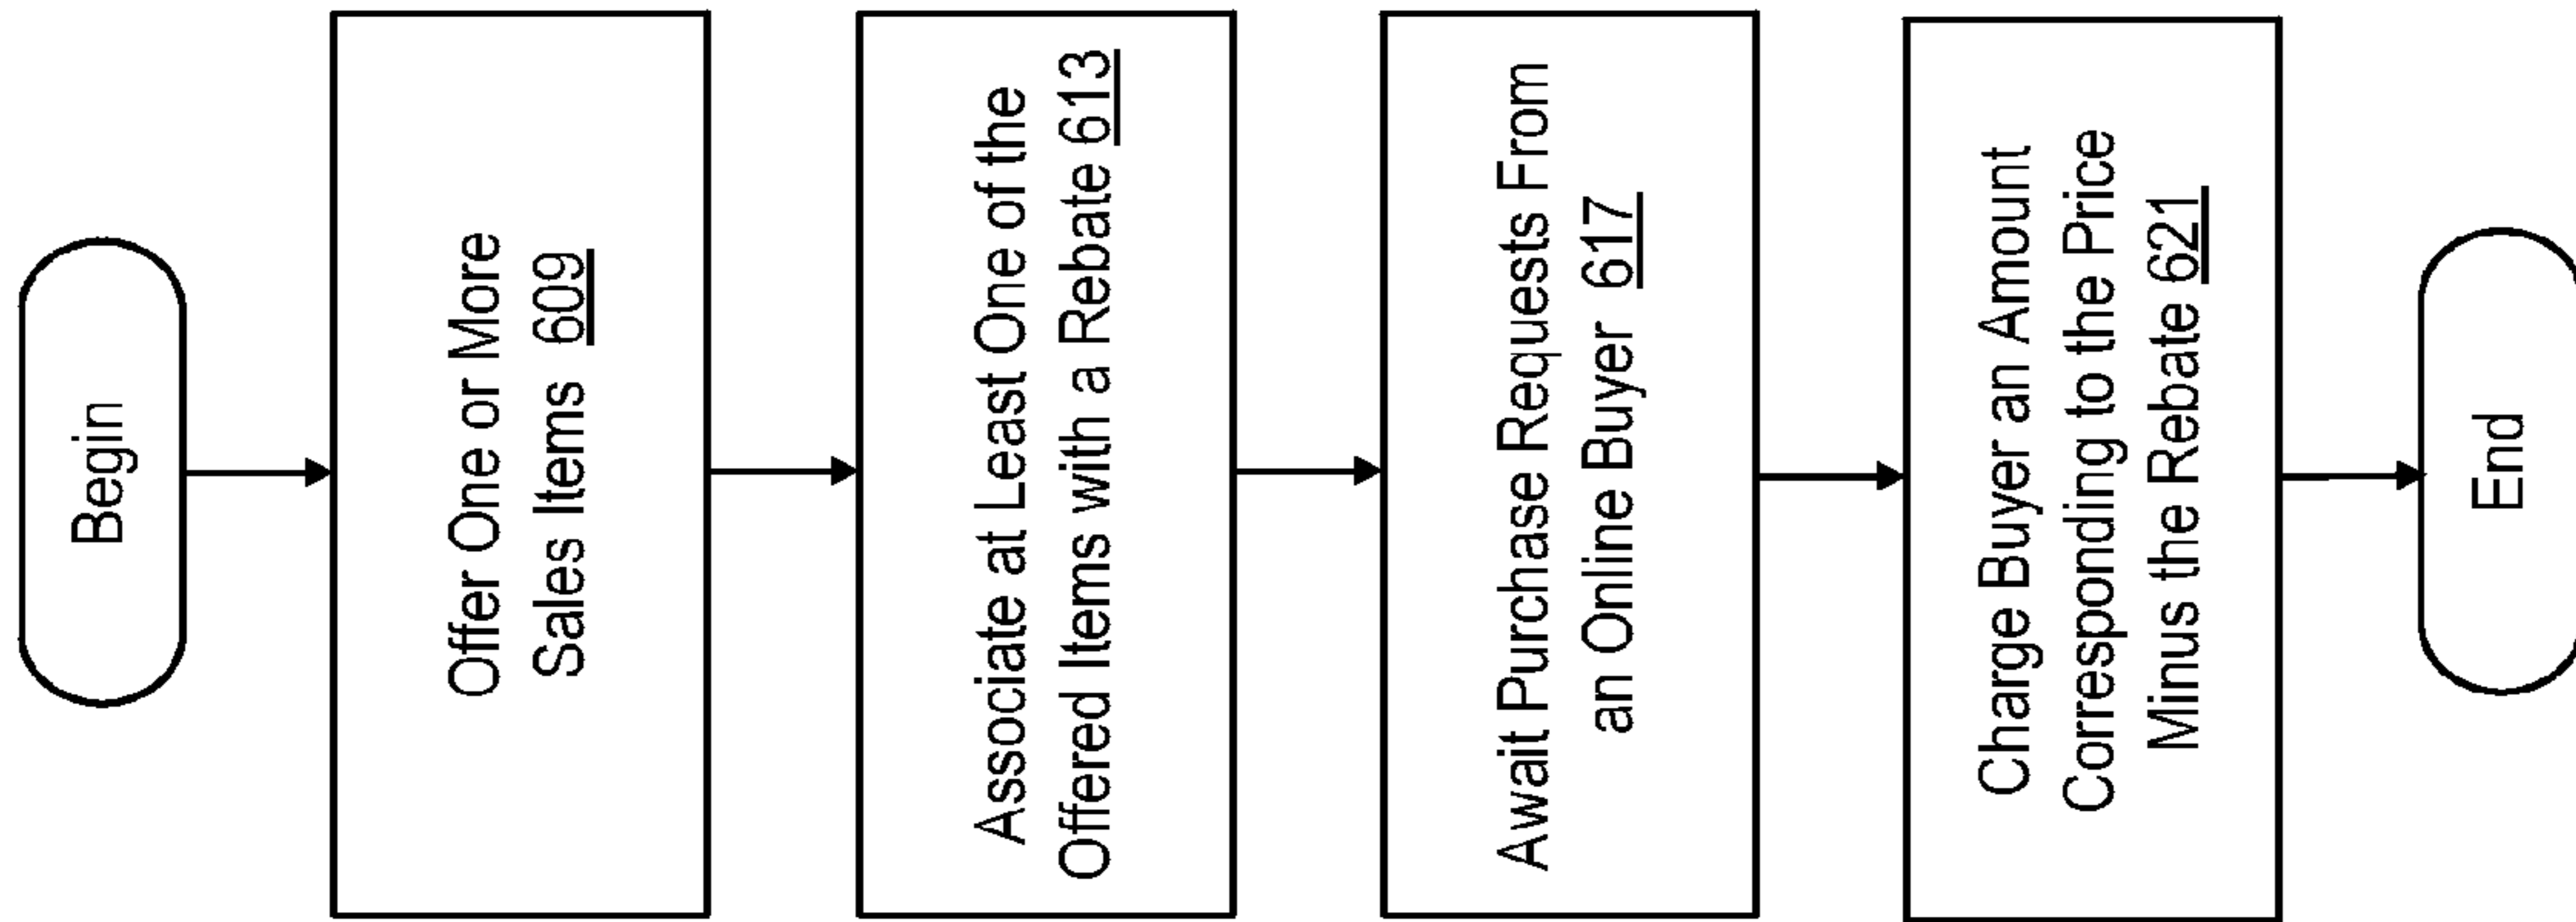 Begin
Offer One or More
Sales Items 609
Associate at Least One of the
Offered Items with a Rebate 613
Await Purchase Requests From
an Online Buyer 617
Charge Buyer an Amount
Corresponding to the Price
Minus the Rebate 621
End